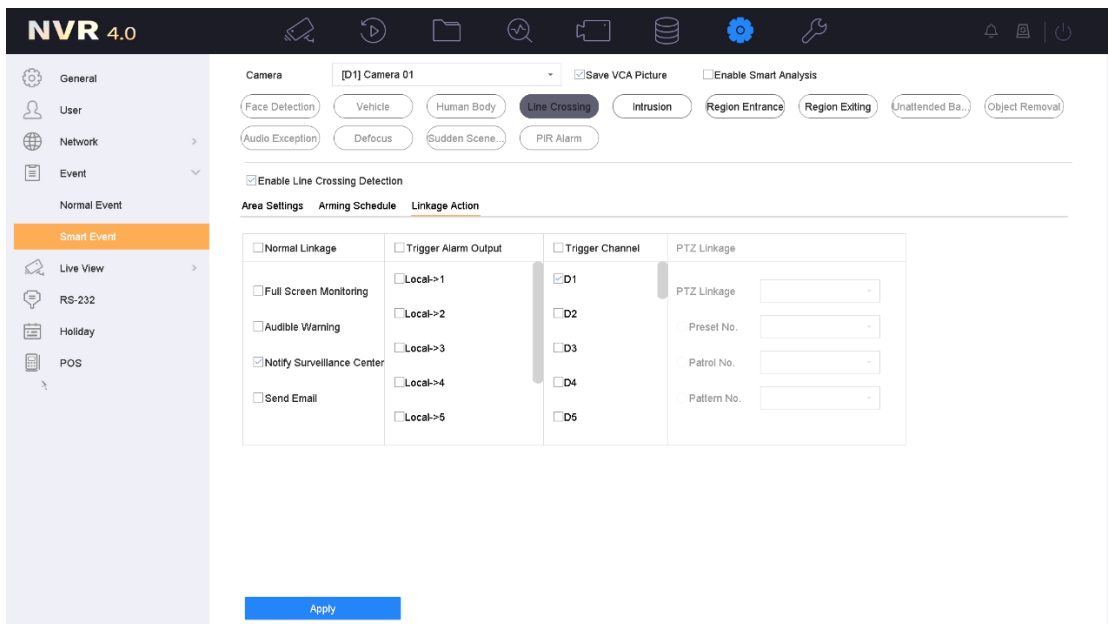 NVR 4.0
General
User
Network
Event
Normal Event
Smart Event
Live View
RS-232
Holiday
POS
Camera [D1] Camera 01 Save VCA Picture Enable Smart Analysis
Face Detection Vehicle Human Body Line Crossing Intrusion Region Entrance Region Exiting Unattended Ba... Object Removal
Audio Exception Defocus Sudden Scene... PIR Alarm
Enable Line Crossing Detection
Area Settings Arming Schedule Linkage Action
Normal Linkage Trigger Alarm Output Trigger Channel PTZ Linkage
Full Screen Monitoring
Audible Warning
Notify Surveillance Center
Send Email
Local->1
Local->2
Local->3
Local->4
Local->5
D1
D2
D3
D4
D5
PTZ Linkage
Preset No.
Patrol No.
Pattern No.
Apply